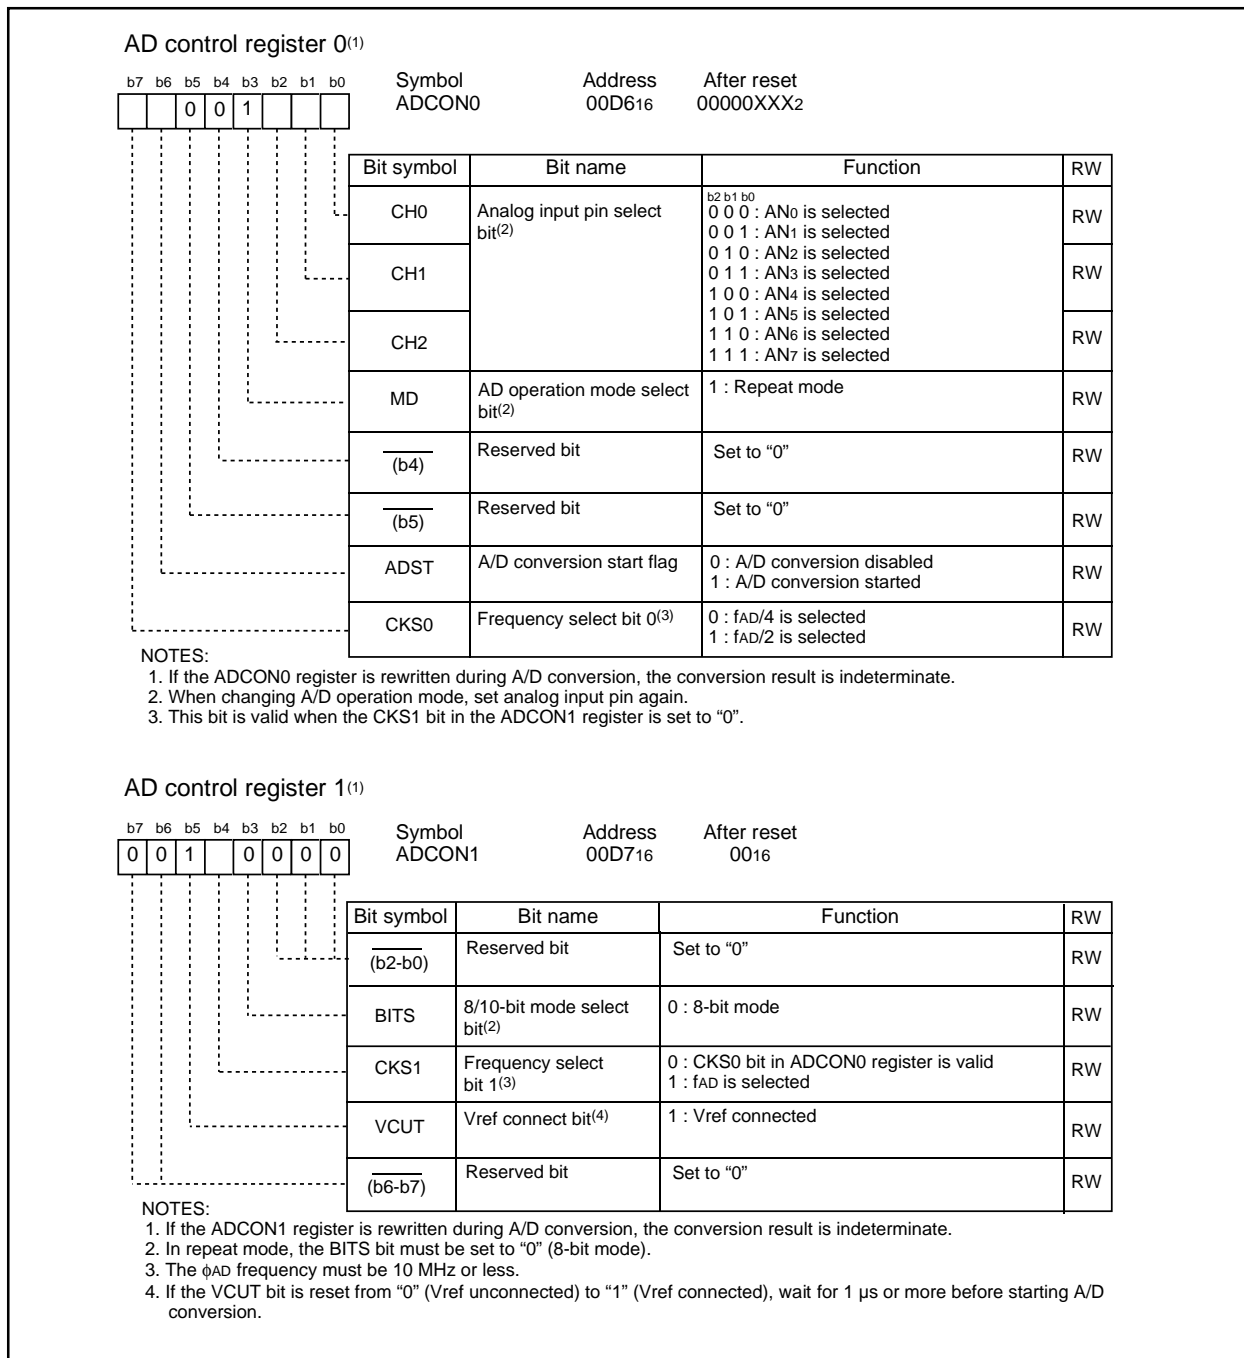 AD control register 0(1)
b7 b6 b5 b4 b3 b2 b1 b0
Symbol Address After reset
ADCON0 00D616 00000XXX2
0 0 1
Bit symbol Bit name Function RW
CH0 Analog input pin select bit(2) RW
CH1 RW
CH2 RW
b2 b1 b0
0 0 0 : AN0 is selected
0 0 1 : AN1 is selected
0 1 0 : AN2 is selected
0 1 1 : AN3 is selected
1 0 0 : AN4 is selected
1 0 1 : AN5 is selected
1 1 0 : AN6 is selected
1 1 1 : AN7 is selected
MD AD operation mode select bit(2) 1 : Repeat mode RW
(b4) Reserved bit Set to “0” RW
(b5) Reserved bit Set to “0” RW
ADST A/D conversion start flag 0 : A/D conversion disabled RW
1 : A/D conversion started
CKS0 Frequency select bit 0(3) 0 : fAD/4 is selected RW
1 : fAD/2 is selected
NOTES:
1. If the ADCON0 register is rewritten during A/D conversion, the conversion result is indeterminate.
2. When changing A/D operation mode, set analog input pin again.
3. This bit is valid when the CKS1 bit in the ADCON1 register is set to “0”.
AD control register 1(1)
b7 b6 b5 b4 b3 b2 b1 b0
Symbol Address After reset
ADCON1 00D716 0016
0 0 1 0 0 0 0
Bit symbol Bit name Function RW
(b2-b0) Reserved bit Set to “0” RW
BITS 8/10-bit mode select bit(2) 0 : 8-bit mode RW
CKS1 Frequency select bit 1(3) 0 : CKS0 bit in ADCON0 register is valid RW
1 : fAD is selected
VCUT Vref connect bit(4) 1 : Vref connected RW
(b6-b7) Reserved bit Set to “0” RW
NOTES:
1. If the ADCON1 register is rewritten during A/D conversion, the conversion result is indeterminate.
2. In repeat mode, the BITS bit must be set to “0” (8-bit mode).
3. The ϕAD frequency must be 10 MHz or less.
4. If the VCUT bit is reset from “0” (Vref unconnected) to “1” (Vref connected), wait for 1 µs or more before starting A/D
conversion.